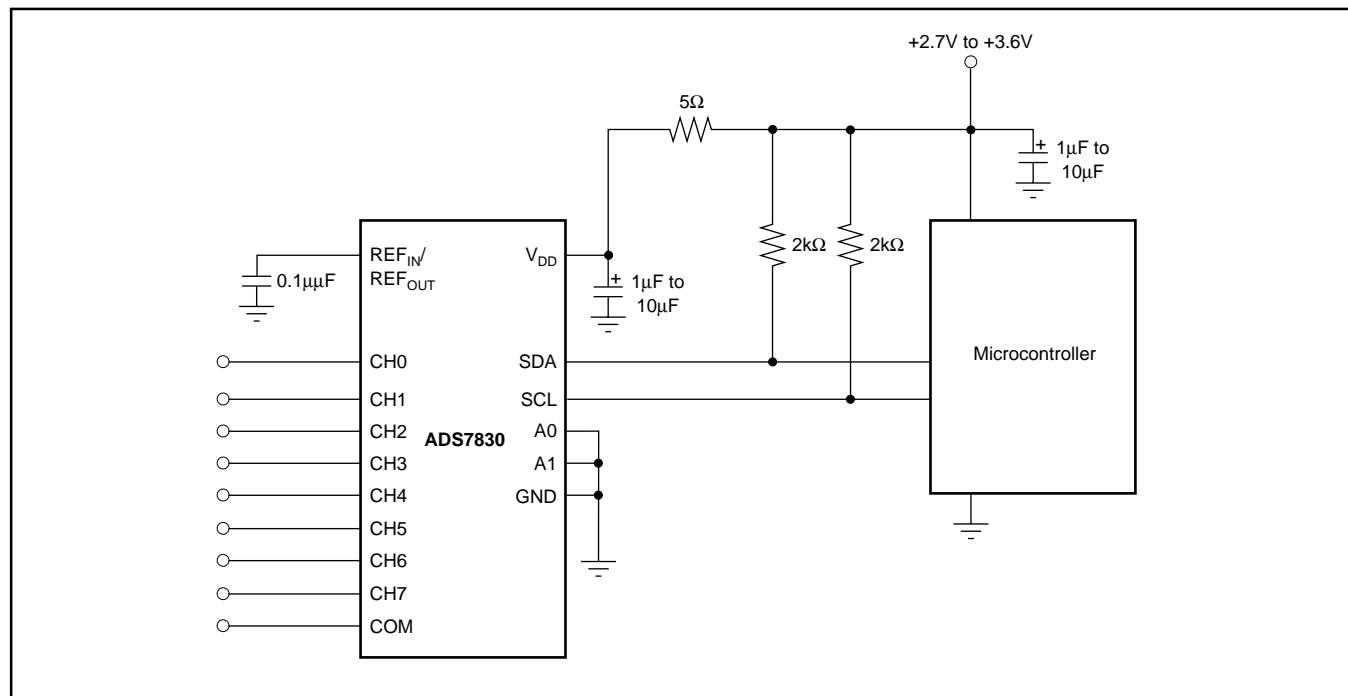 +2.7V to +3.6V
5Ω
+ 1μF to
10μF
REFIN/
REFOUT
VDD
2kΩ
2kΩ
0.1μμF
+ 1μF to
10μF
CH0
SDA
Microcontroller
CH1
SCL
CH2
ADS7830
A0
CH3
A1
CH4
GND
CH5
CH6
CH7
COM